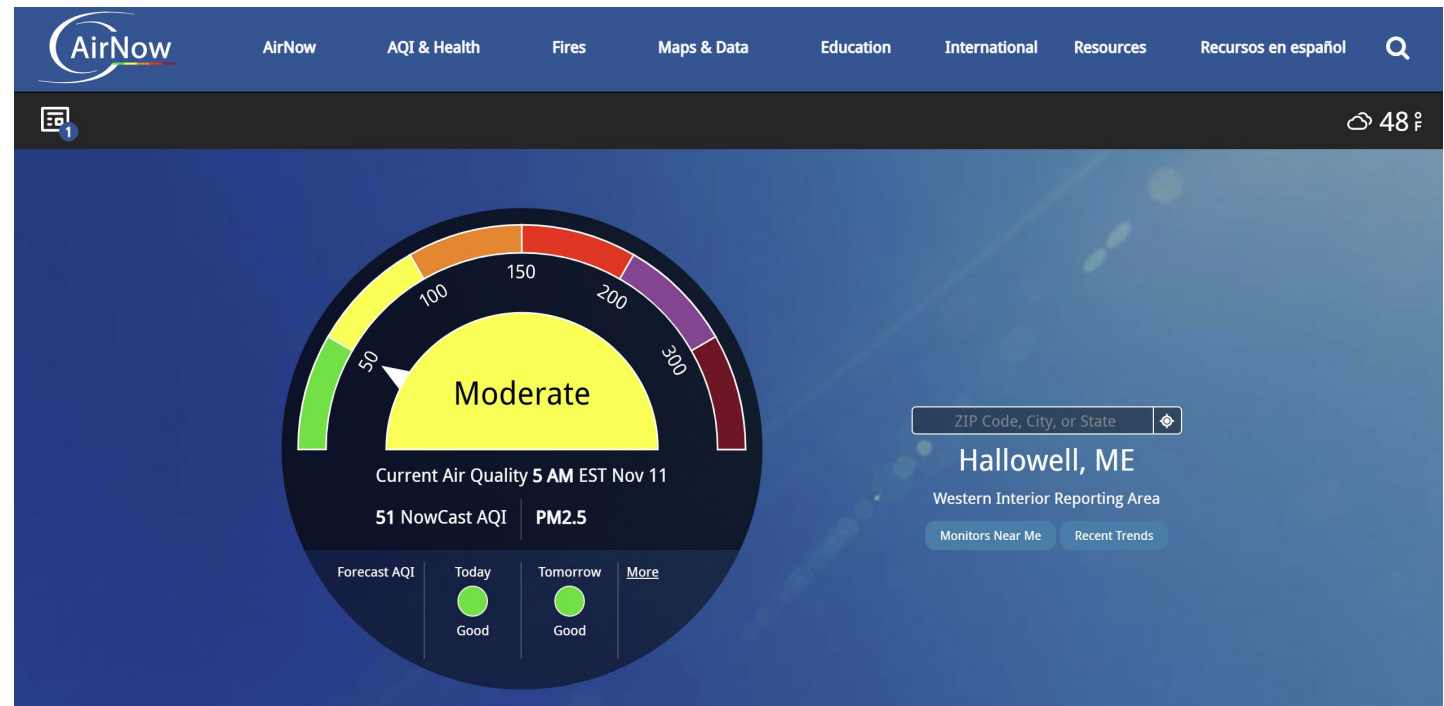 AirNow
AirNow AQI & Health Fires Maps & Data Education International Resources Recursos en español
1
48 °F
50
100
150
200
300
Moderate
Current Air Quality 5 AM EST Nov 11
51 NowCast AQI PM2.5
Forecast AQI Today Tomorrow More
Good Good
ZIP Code, City, or State
Hallowell, ME
Western Interior Reporting Area
Monitors Near Me Recent Trends